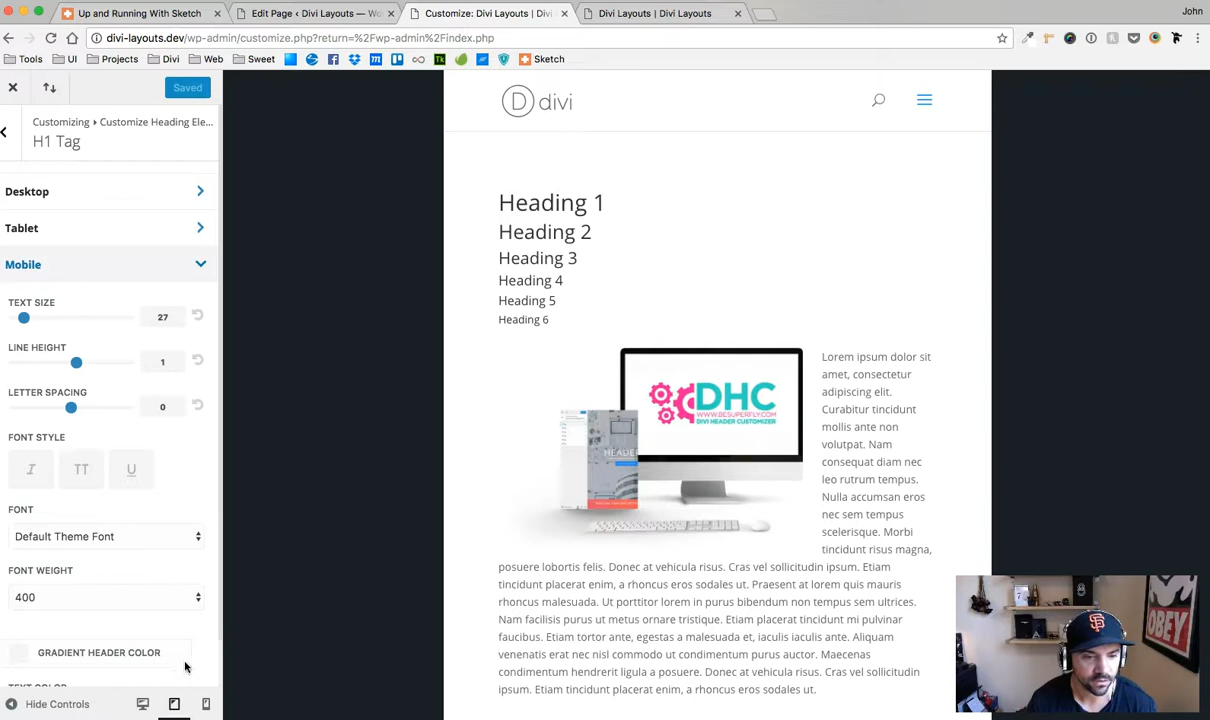 Up and Running With Sketch
Edit Page ‹ Divi Layouts — Wo
Customize: Divi Layouts | Divi
Divi Layouts | Divi Layouts
John
divi-layouts.dev/wp-admin/customize.php?return=%2Fwp-admin%2Findex.php
Tools
UI
Projects
Divi
Web
Sweet
Sketch
Saved
Customizing ▸ Customize Heading Ele...
H1 Tag
Desktop
Tablet
Mobile
TEXT SIZE
27
LINE HEIGHT
1
LETTER SPACING
0
FONT STYLE
I TT U
FONT
Default Theme Font
FONT WEIGHT
400
GRADIENT HEADER COLOR
TEXT COLOR
Hide Controls
D divi
Heading 1
Heading 2
Heading 3
Heading 4
Heading 5
Heading 6
DHC
WWW.BESUPERFLY.COM
DIVI HEADER CUSTOMIZER
HEADER
Lorem ipsum dolor sit
amet, consectetur
adipiscing elit.
Curabitur tincidunt
mollis ante non
volutpat. Nam
consequat diam nec
leo rutrum tempus.
Nulla accumsan eros
nec sem tempus
scelerisque. Morbi
tincidunt risus magna,
posuere lobortis felis. Donec at vehicula risus. Cras vel sollicitudin ipsum. Etiam
tincidunt placerat enim, a rhoncus eros sodales ut. Praesent at lorem quis mauris
rhoncus malesuada. Ut porttitor lorem in purus bibendum non tempus sem ultrices.
Nam facilisis purus ut metus ornare tristique. Etiam placerat tincidunt mi pulvinar
faucibus. Etiam tortor ante, egestas a malesuada et, iaculis iaculis ante. Aliquam
venenatis erat nisl commodo ut condimentum purus auctor. Maecenas
condimentum hendrerit ligula a posuere. Donec at vehicula risus. Cras vel sollicitudin
ipsum. Etiam tincidunt placerat enim, a rhoncus eros sodales ut.
OBEY